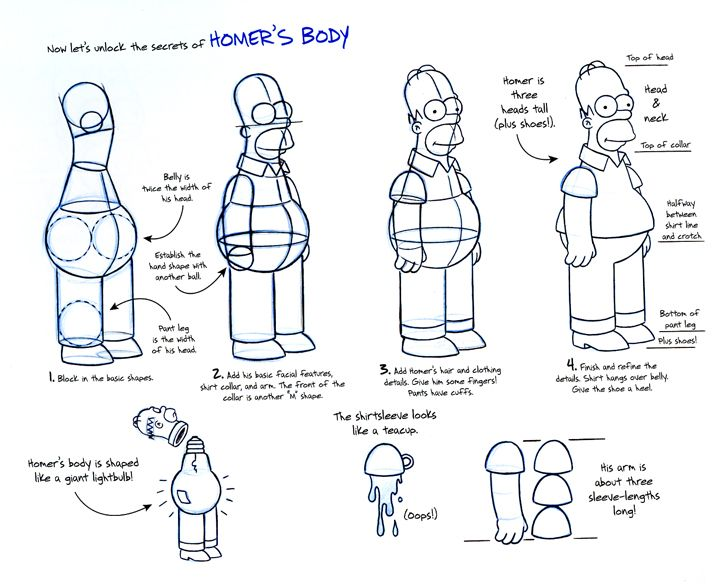 Now let's unlock the secrets of HOMER'S BODY
Belly is
twice the width of
his head.
Establish the
hand shape with
another ball.
Pant leg
is the width
of his head.
Homer is
three
heads tall
(plus shoes!).
Top of head
Head
&
neck
Top of collar
Halfway
between
shirt line
and crotch
Bottom of
pant leg
Plus shoes!
1. Block in the basic shapes.
2. Add his basic facial features,
shirt collar, and arm. The front of the
collar is another "M" shape.
3. Add Homer's hair and clothing
details. Give him some fingers!
Pants have cuffs.
4. Finish and refine the
details. Shirt hangs over belly.
Give the shoe a heel.
Homer's body is shaped
like a giant lightbulb!
The shirtsleeve looks
like a teacup.
(Oops!)
His arm is
about three
sleeve-lengths
long!